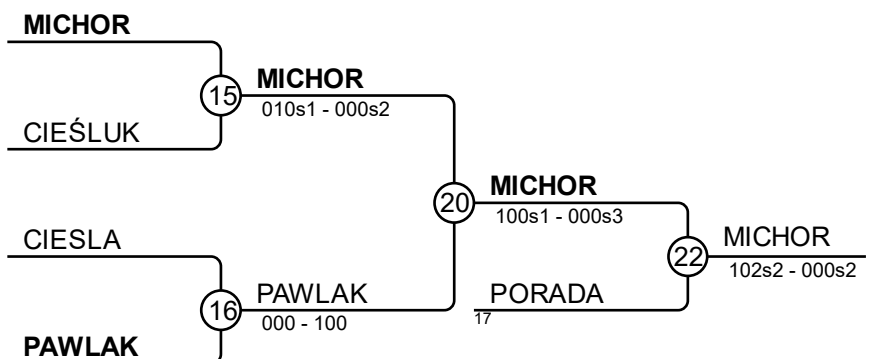 MICHOR
15
MICHOR
010s1 - 000s2
CIEŚLUK
20
MICHOR
100s1 - 000s3
CIESLA
22
MICHOR
102s2 - 000s2
16
PAWLAK
000 - 100
PORADA
17
PAWLAK